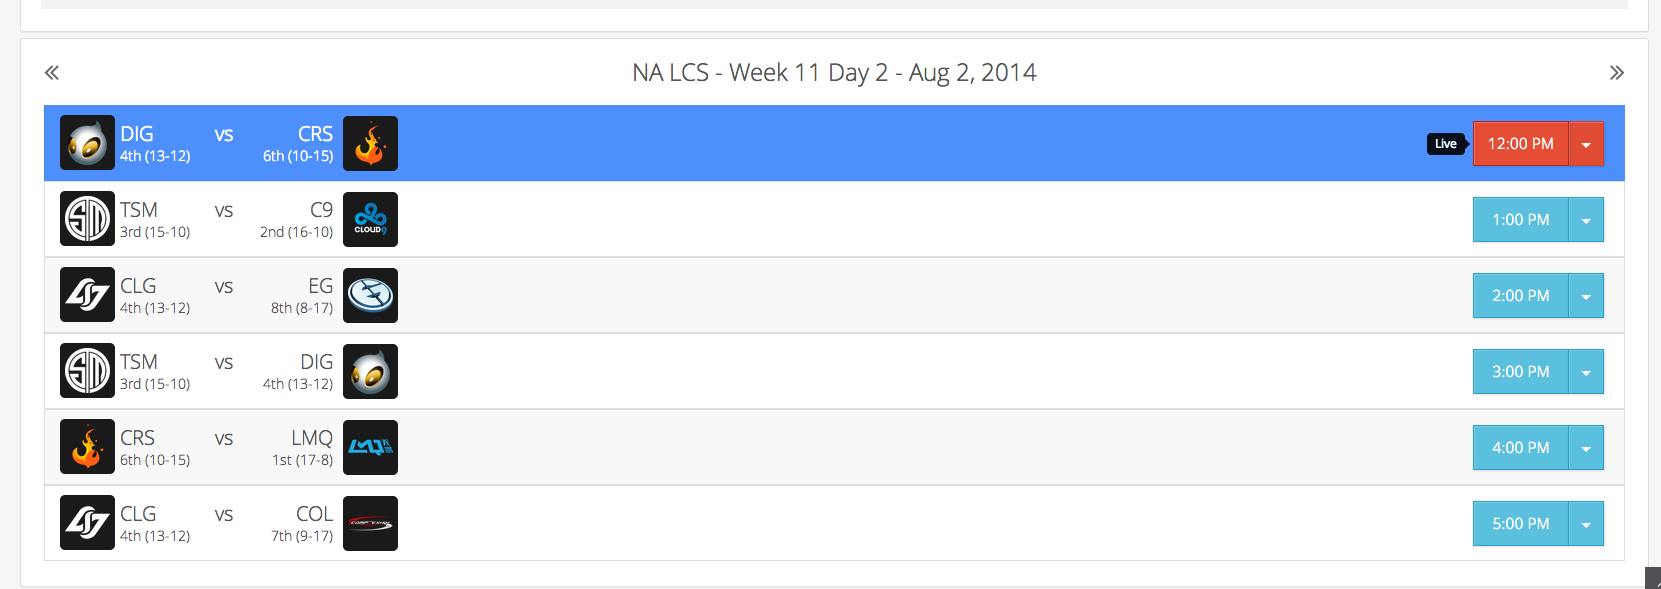 NA LCS - Week 11 Day 2 - Aug 2, 2014
DIG vs CRS
4th (13-12) 6th (10-15)
Live 12:00 PM
TSM vs C9
3rd (15-10) 2nd (16-10)
CLOUD9
1:00 PM
CLG vs EG
4th (13-12) 8th (8-17)
2:00 PM
TSM vs DIG
3rd (15-10) 4th (13-12)
3:00 PM
CRS vs LMQ
6th (10-15) 1st (17-8)
LMQ
4:00 PM
CLG vs COL
4th (13-12) 7th (9-17)
5:00 PM